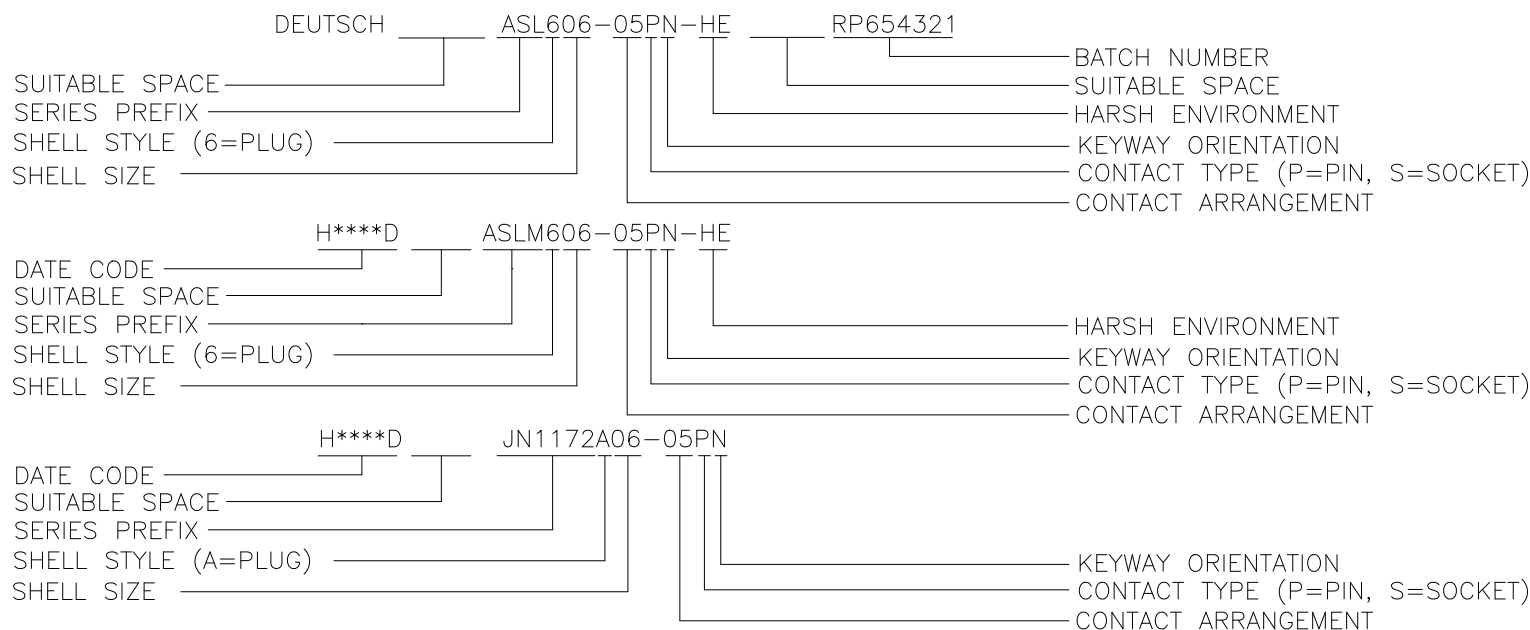 DEUTSCH ASL606-05PN-HE RP654321
BATCH NUMBER
SUITABLE SPACE SUITABLE SPACE
SERIES PREFIX HARSH ENVIRONMENT
SHELL STYLE (6=PLUG) KEYWAY ORIENTATION
SHELL SIZE CONTACT TYPE (P=PIN, S=SOCKET)
CONTACT ARRANGEMENT
H****D ASLM606-05PN-HE
DATE CODE
SUITABLE SPACE
SERIES PREFIX HARSH ENVIRONMENT
SHELL STYLE (6=PLUG) KEYWAY ORIENTATION
SHELL SIZE CONTACT TYPE (P=PIN, S=SOCKET)
CONTACT ARRANGEMENT
H****D JN1172A06-05PN
DATE CODE
SUITABLE SPACE
SERIES PREFIX
SHELL STYLE (A=PLUG) KEYWAY ORIENTATION
SHELL SIZE CONTACT TYPE (P=PIN, S=SOCKET)
CONTACT ARRANGEMENT